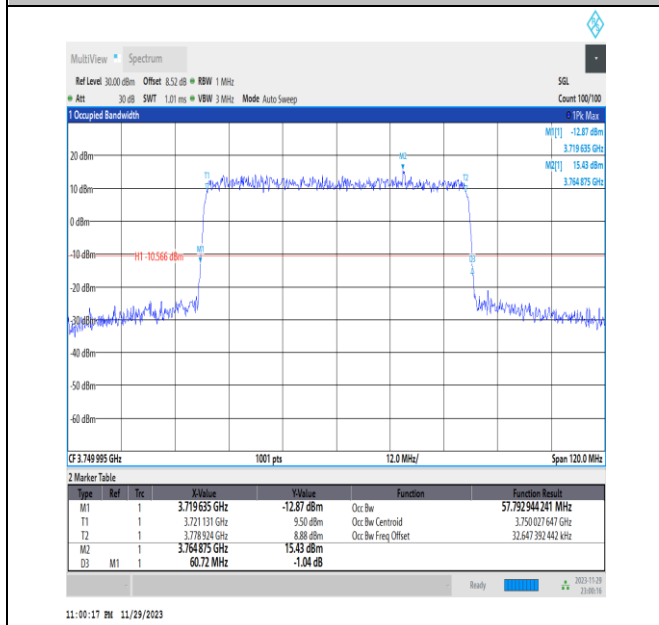 MultiView Spectrum
Ref Level 30.00 dBm Offset 8.52 dB RBW 1 MHz SGL
Att 30 dB SWT 1.01 ms VBW 3 MHz Mode Auto Sweep Count 100/100
1 Occupied Bandwidth 1Pk Max
M1[1] -12.87 dBm
3.719 635 GHz
M2[1] 15.43 dBm
3.764 875 GHz
20 dBm
M2
T1
T2
10 dBm
0 dBm
-10 dBm
H1 -10.566 dBm
M1
D3
-20 dBm
-30 dBm
-40 dBm
-50 dBm
-60 dBm
CF 3.749 995 GHz 1001 pts 12.0 MHz/ Span 120.0 MHz
2 Marker Table
Type Ref Trc X-Value Y-Value Function Function Result
M1 1 3.719 635 GHz -12.87 dBm Occ Bw 57.792 944 241 MHz
T1 1 3.721 131 GHz 9.50 dBm Occ Bw Centroid 3.750 027 647 GHz
T2 1 3.778 924 GHz 8.88 dBm Occ Bw Freq Offset 32.647 392 442 kHz
M2 1 3.764 875 GHz 15.43 dBm
D3 M1 1 60.72 MHz -1.04 dB
Ready 2023-11-29
23:00:16
11:00:17 PM 11/29/2023